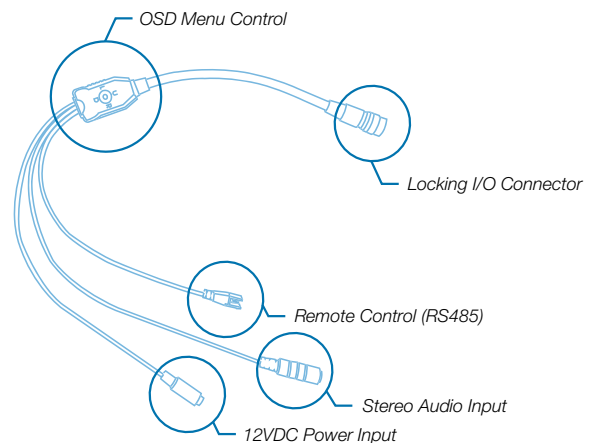 OSD Menu Control
Locking I/O Connector
Remote Control (RS485)
Stereo Audio Input
12VDC Power Input